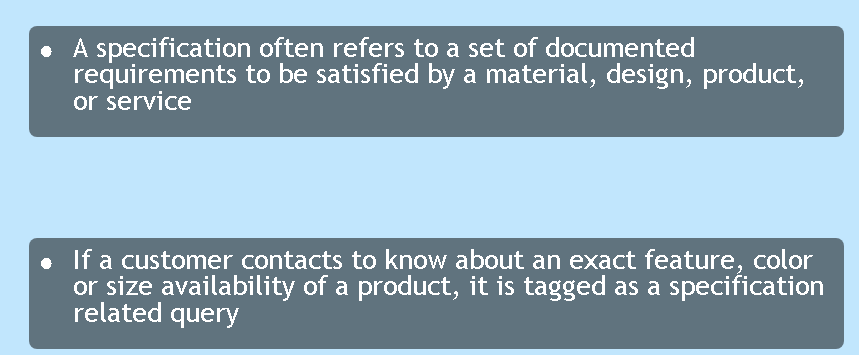 ● A specification often refers to a set of documented
requirements to be satisfied by a material, design, product,
or service
● If a customer contacts to know about an exact feature, color
or size availability of a product, it is tagged as a specification
related query